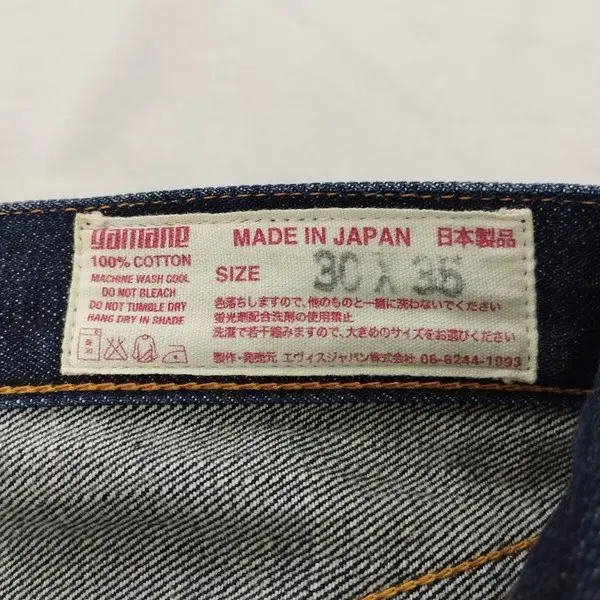 yamane
MADE IN JAPAN 日本製品
100% COTTON
SIZE 30 X 36
MACHINE WASH COOL
DO NOT BLEACH
DO NOT TUMBLE DRY
HANG DRY IN SHADE
色落ちしますので、他のものと一緒に洗わないでください
蛍光剤配合洗剤の使用禁止
洗濯で若干縮みますので、大きめのサイズをお選びください
製作・発売元 エヴィスジャパン株式会社 06-6244-1993